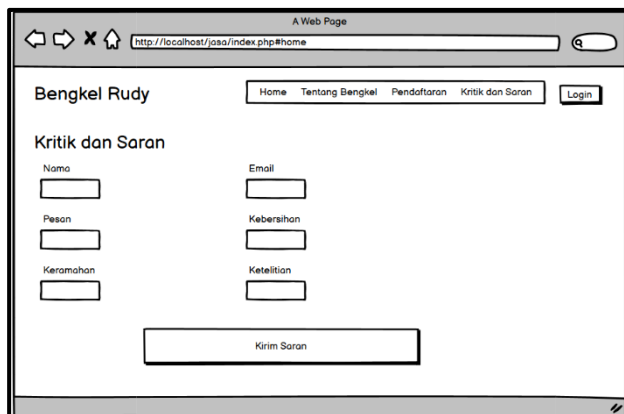 A Web Page
http://localhost/jasa/index.php#home
Bengkel Rudy
Home Tentang Bengkel Pendaftaran Kritik dan Saran
Login
Kritik dan Saran
Nama Email
Pesan Kebersihan
Keramahan Ketelitian
Kirim Saran